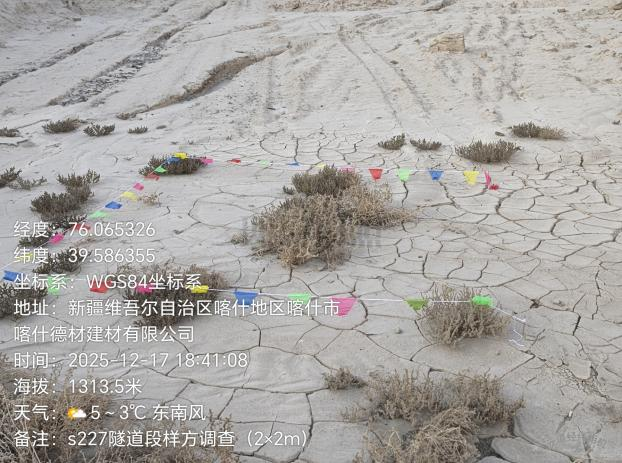 经度：76.065326
纬度：39.586355
坐标系：WGS84坐标系
地址：新疆维吾尔自治区喀什地区喀什市
喀什德材建材有限公司
时间：2025-12-17 18:41:08
海拔：1313.5米
天气：5～3℃ 东南风
备注：s227隧道段样方调查（2×2m）